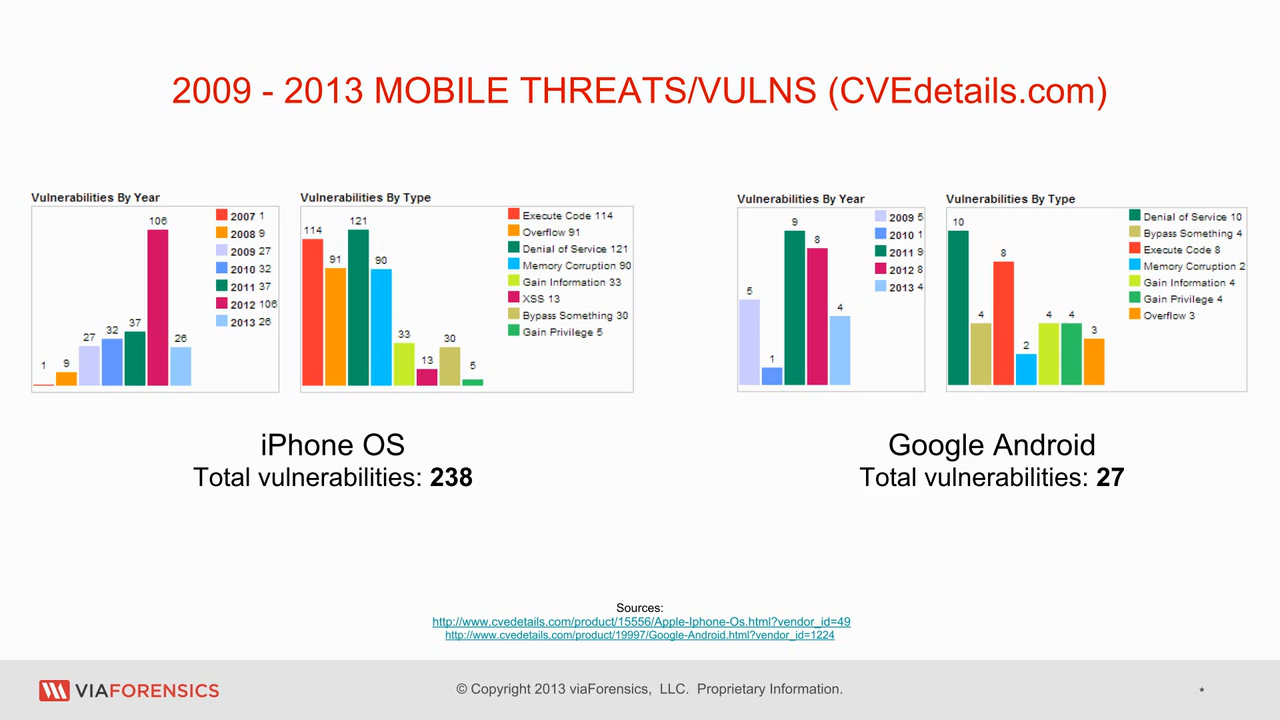 2009 - 2013 MOBILE THREATS/VULNS (CVEdetails.com)
Vulnerabilities By Year
1
9
27
32
37
106
26
2007 1
2008 9
2009 27
2010 32
2011 37
2012 106
2013 26
Vulnerabilities By Type
114
91
121
90
33
13
30
5
Execute Code 114
Overflow 91
Denial of Service 121
Memory Corruption 90
Gain Information 33
XSS 13
Bypass Something 30
Gain Privilege 5
iPhone OS
Total vulnerabilities: 238
Vulnerabilities By Year
5
1
9
8
4
2009 5
2010 1
2011 9
2012 8
2013 4
Vulnerabilities By Type
10
4
8
2
4
4
3
Denial of Service 10
Bypass Something 4
Execute Code 8
Memory Corruption 2
Gain Information 4
Gain Privilege 4
Overflow 3
Google Android
Total vulnerabilities: 27
Sources:
http://www.cvedetails.com/product/15556/Apple-Iphone-Os.html?vendor_id=49
http://www.cvedetails.com/product/19997/Google-Android.html?vendor_id=1224
VIAFORENSICS
© Copyright 2013 viaForensics, LLC. Proprietary Information.
*